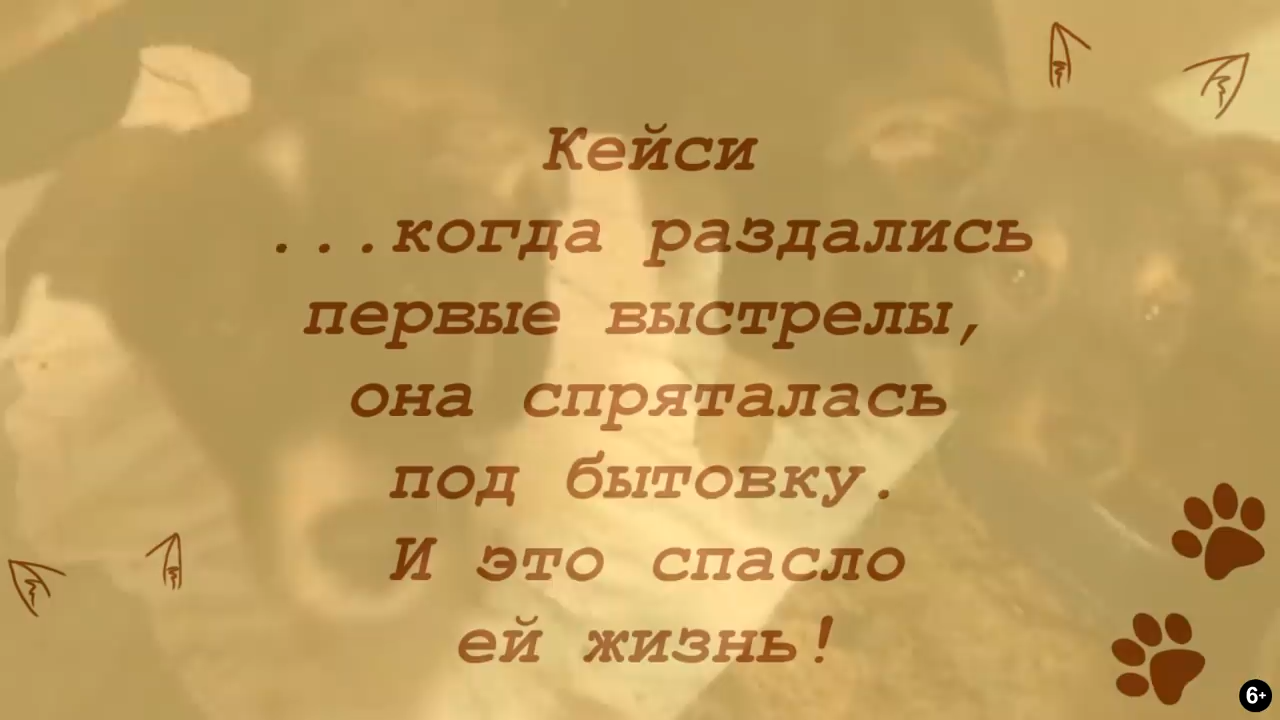 Кейси
...когда раздались
первые выстрелы,
она спряталась
под бытовку.
И это спасло
ей жизнь!
6+